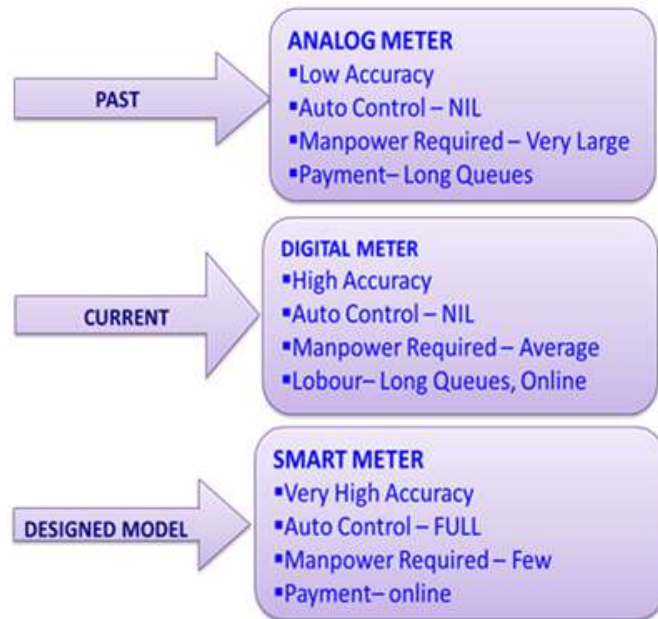 PAST
ANALOG METER
▪Low Accuracy
▪Auto Control – NIL
▪Manpower Required – Very Large
▪Payment– Long Queues
CURRENT
DIGITAL METER
▪High Accuracy
▪Auto Control – NIL
▪Manpower Required – Average
▪Lobour– Long Queues, Online
DESIGNED MODEL
SMART METER
▪Very High Accuracy
▪Auto Control – FULL
▪Manpower Required – Few
▪Payment– online